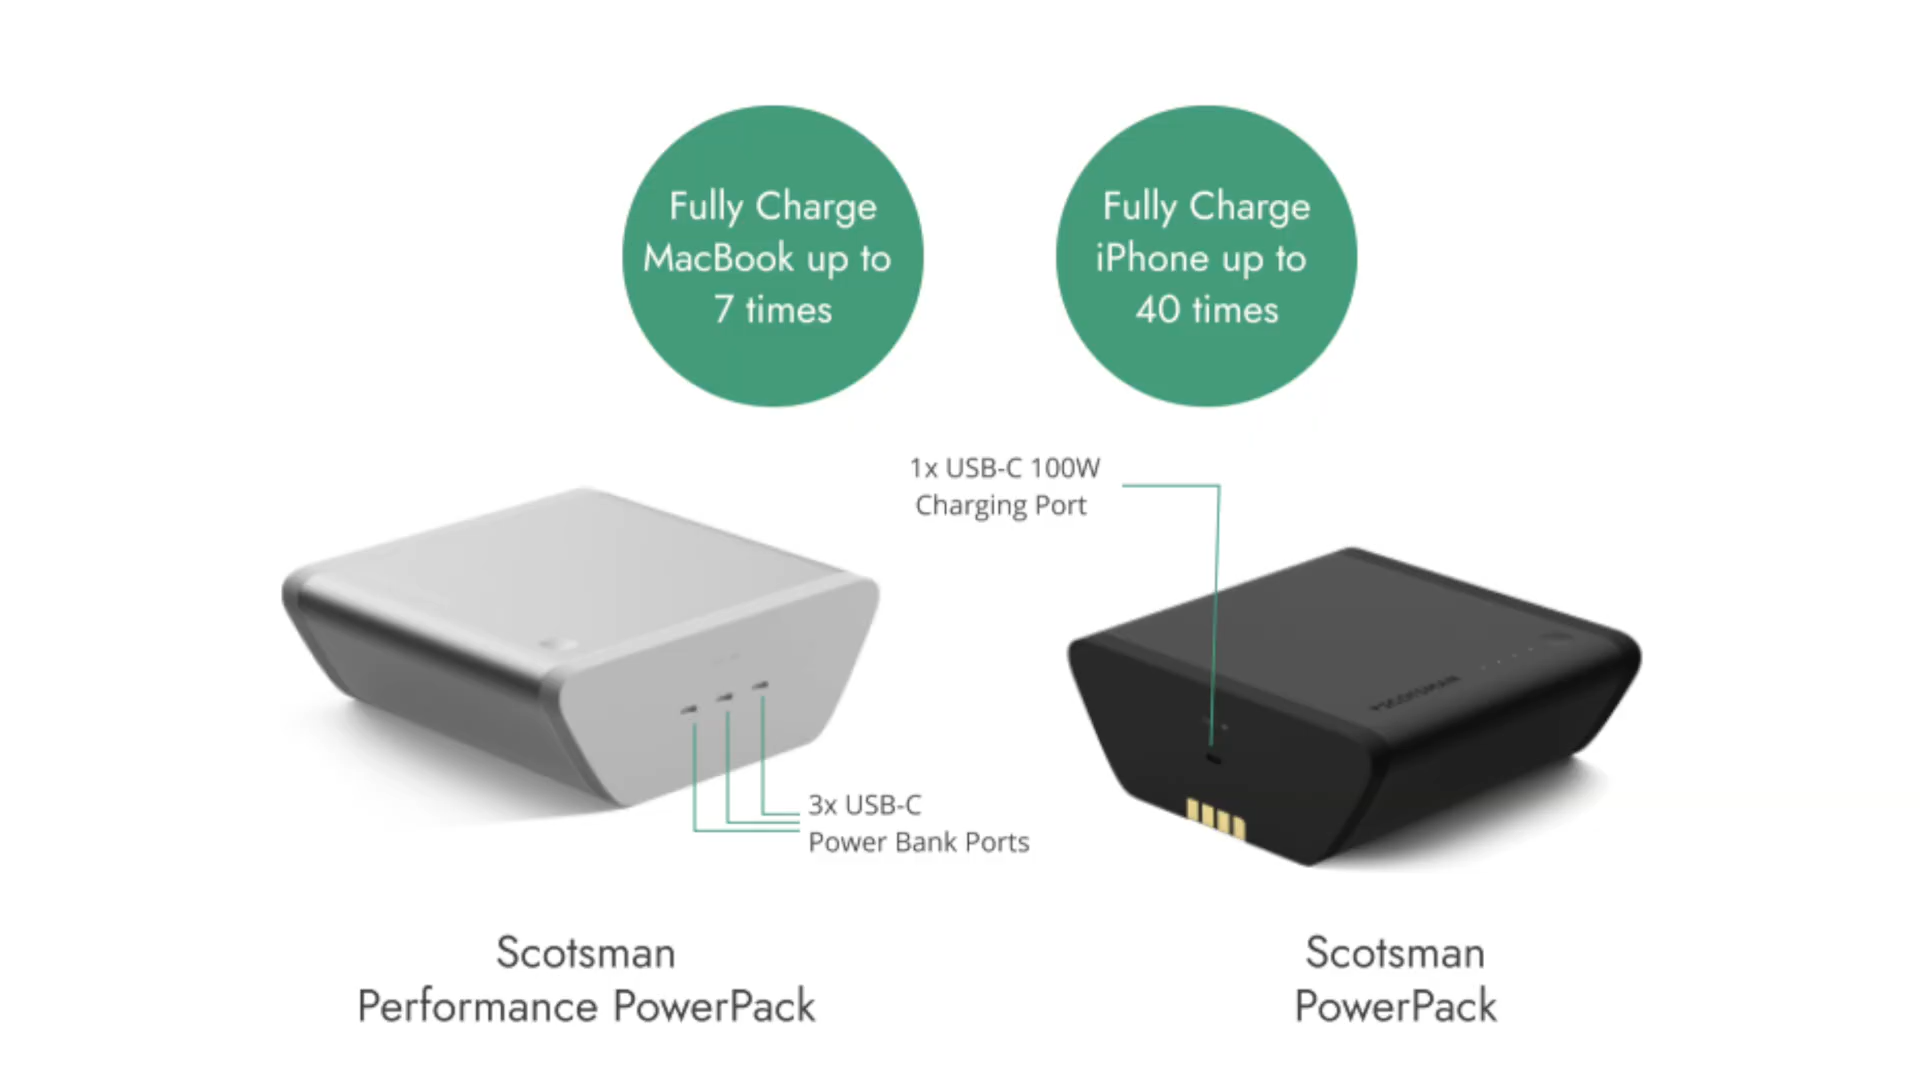 Fully Charge
MacBook up to
7 times
Fully Charge
iPhone up to
40 times
1x USB-C 100W
Charging Port
SCOTSMAN
3x USB-C
Power Bank Ports
Scotsman
Performance PowerPack
Scotsman
PowerPack